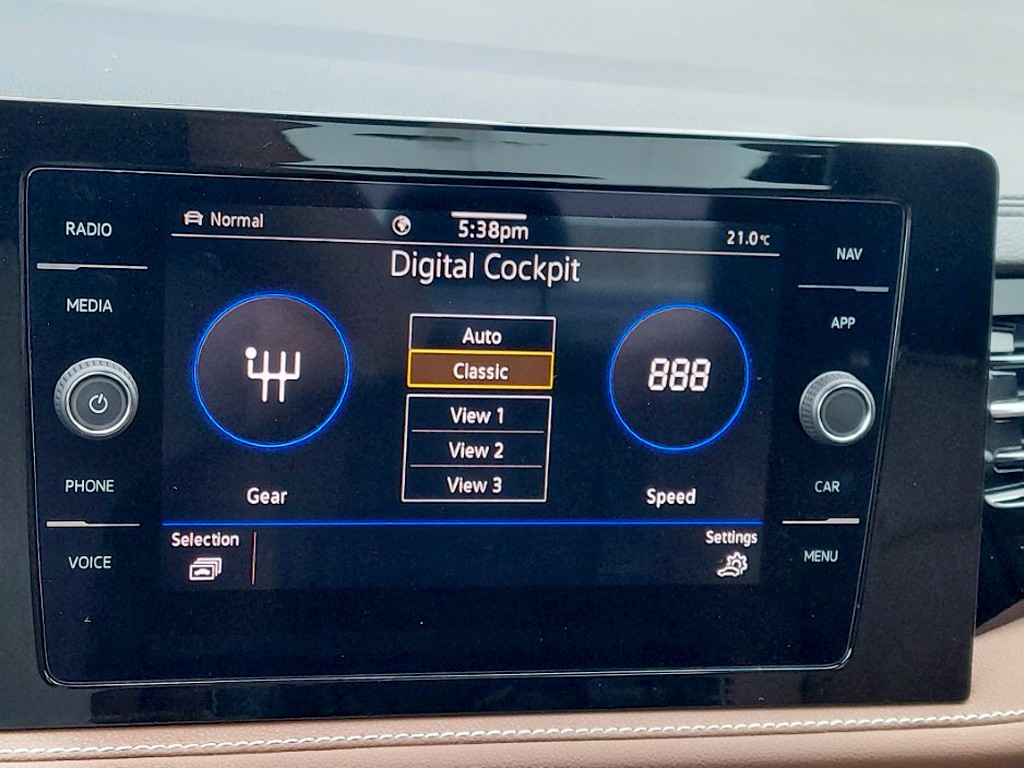 RADIO
MEDIA
PHONE
VOICE
Normal
5:38pm
21.0°C
Digital Cockpit
Auto
Classic
View 1
View 2
View 3
888
Gear
Speed
Selection
Settings
NAV
APP
CAR
MENU